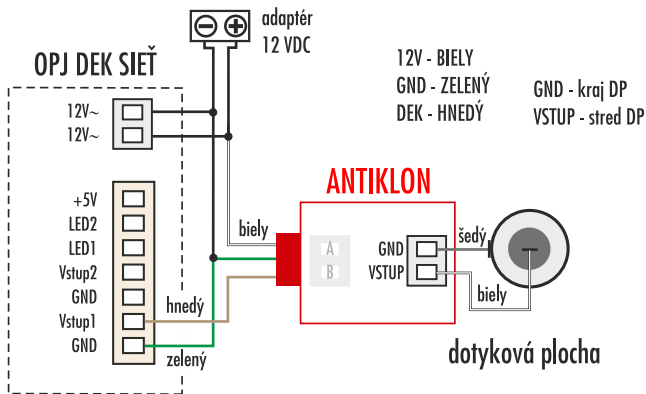 adaptér
12 VDC
OPJ DEK SIEŤ
12V - BIELY
GND - ZELENÝ
DEK - HNEDÝ
GND - kraj DP
VSTUP - stred DP
12V~
12V~
ANTIKLON
+5V
LED2
LED1
Vstup2
GND
Vstup1
GND
biely
hnedý
zelený
A
B
GND
VSTUP
šedý
biely
dotyková plocha